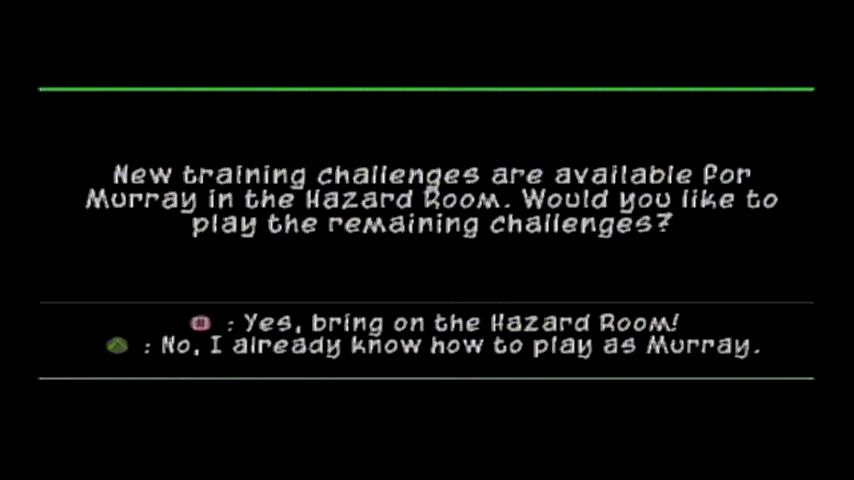 New training challenges are available for
Murray in the Hazard Room. Would you like to
play the remaining challenges?
: Yes, bring on the Hazard Room!
: No, I already know how to play as Murray.